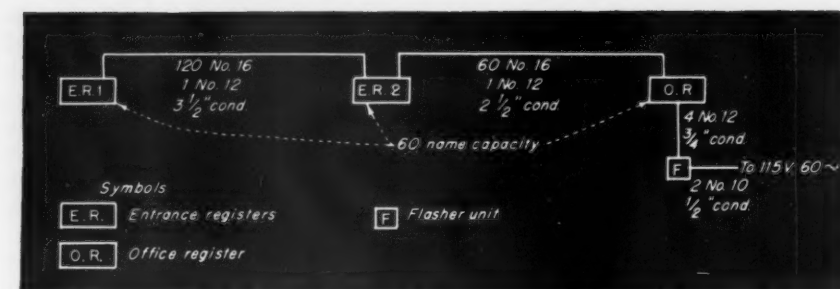 120 No. 16
1 No. 12
3 1/2" cond.
60 No. 16
1 No. 12
2 1/2" cond.
E.R.1
E.R.2
O.R
4 No. 12
3/4" cond.
60 name capacity
F
To 115 V. 60 ~
2 No. 10
1/2" cond.
Symbols
E.R. Entrance registers
F Flasher unit
O.R. Office register